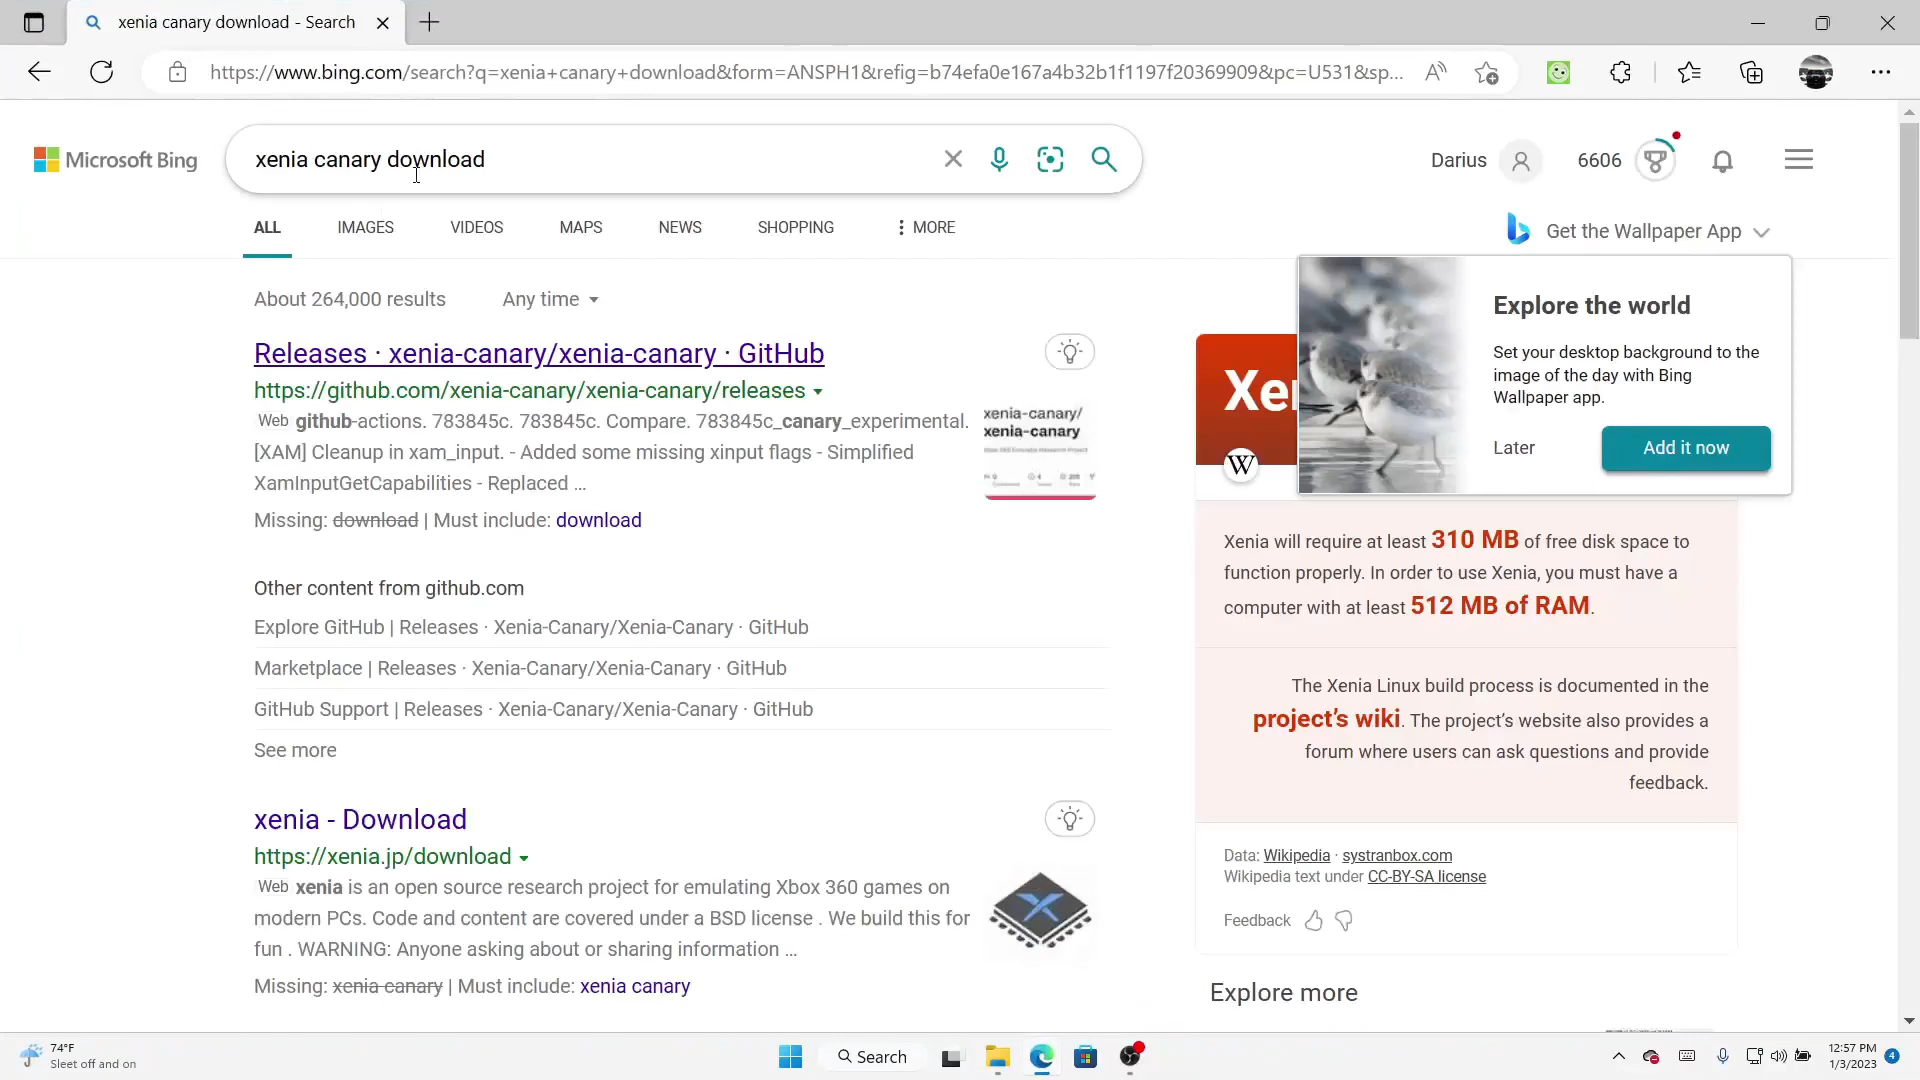 xenia canary download - Search
https://www.bing.com/search?q=xenia+canary+download&form=ANSPH1&refig=b74efa0e167a4b32b1f1197f20369909&pc=U531&sp...
Microsoft Bing
xenia canary download
Darius
6606
ALL
IMAGES
VIDEOS
MAPS
NEWS
SHOPPING
MORE
Get the Wallpaper App
About 264,000 results
Any time
Releases · xenia-canary/xenia-canary · GitHub
https://github.com/xenia-canary/xenia-canary/releases
Web github-actions. 783845c. 783845c. Compare. 783845c_canary_experimental.
[XAM] Cleanup in xam_input. - Added some missing xinput flags - Simplified
XamInputGetCapabilities - Replaced ...
Missing: download | Must include: download
xenia-canary/
xenia-canary
Other content from github.com
Explore GitHub | Releases · Xenia-Canary/Xenia-Canary · GitHub
Marketplace | Releases · Xenia-Canary/Xenia-Canary · GitHub
GitHub Support | Releases · Xenia-Canary/Xenia-Canary · GitHub
See more
xenia - Download
https://xenia.jp/download
Web xenia is an open source research project for emulating Xbox 360 games on
modern PCs. Code and content are covered under a BSD license . We build this for
fun . WARNING: Anyone asking about or sharing information ...
Missing: xenia canary | Must include: xenia canary
Xe
W
Explore the world
Set your desktop background to the
image of the day with Bing
Wallpaper app.
Later
Add it now
Xenia will require at least 310 MB of free disk space to
function properly. In order to use Xenia, you must have a
computer with at least 512 MB of RAM.
The Xenia Linux build process is documented in the
project’s wiki. The project's website also provides a
forum where users can ask questions and provide
feedback.
Data: Wikipedia · systranbox.com
Wikipedia text under CC-BY-SA license
Feedback
Explore more
74°F
Sleet off and on
Search
12:57 PM
1/3/2023
4